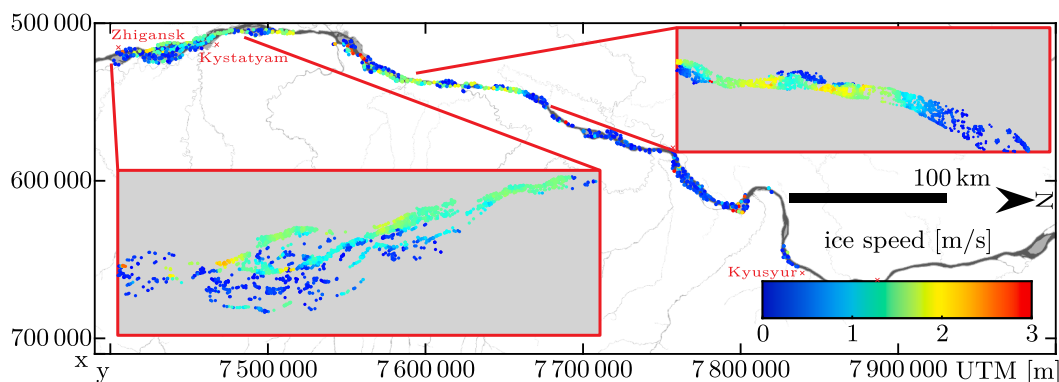 500 000
Zhigansk
Kystatyam
600 000
100 km
N
ice speed [m/s]
Kyusyur
0 1 2 3
700 000
x
y 7 500 000 7 600 000 7 700 000 7 800 000 7 900 000 UTM [m]